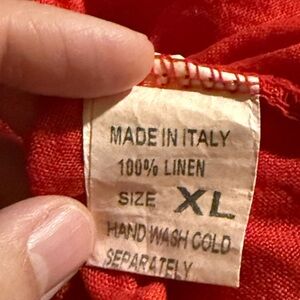 MADE IN ITALY
100% LINEN
SIZE XL
HAND WASH COLD
SEPARATELY